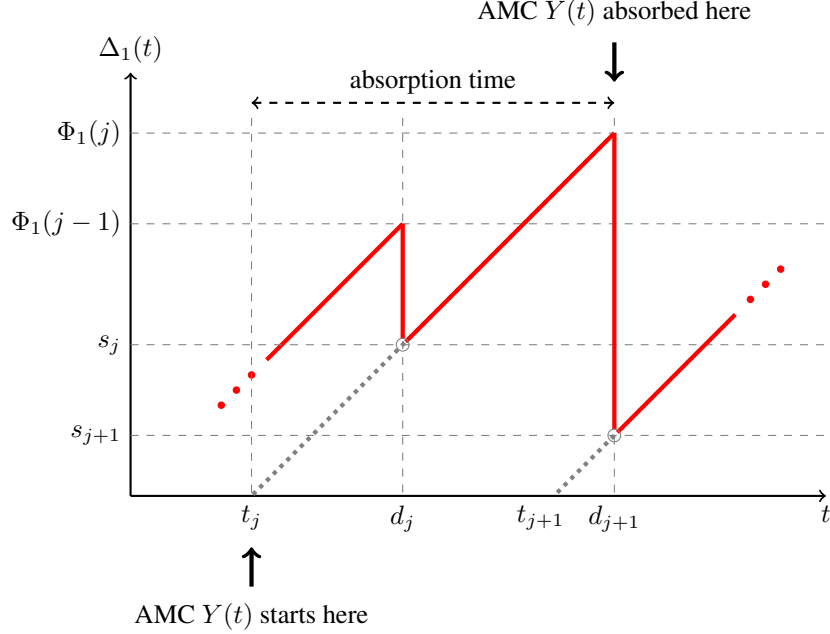 AMC Y(t) absorbed here
Δ₁(t)
absorption time
Φ₁(j)
Φ₁(j − 1)
sⱼ
sⱼ₊₁
tⱼ
dⱼ
tⱼ₊₁
dⱼ₊₁
t
AMC Y(t) starts here